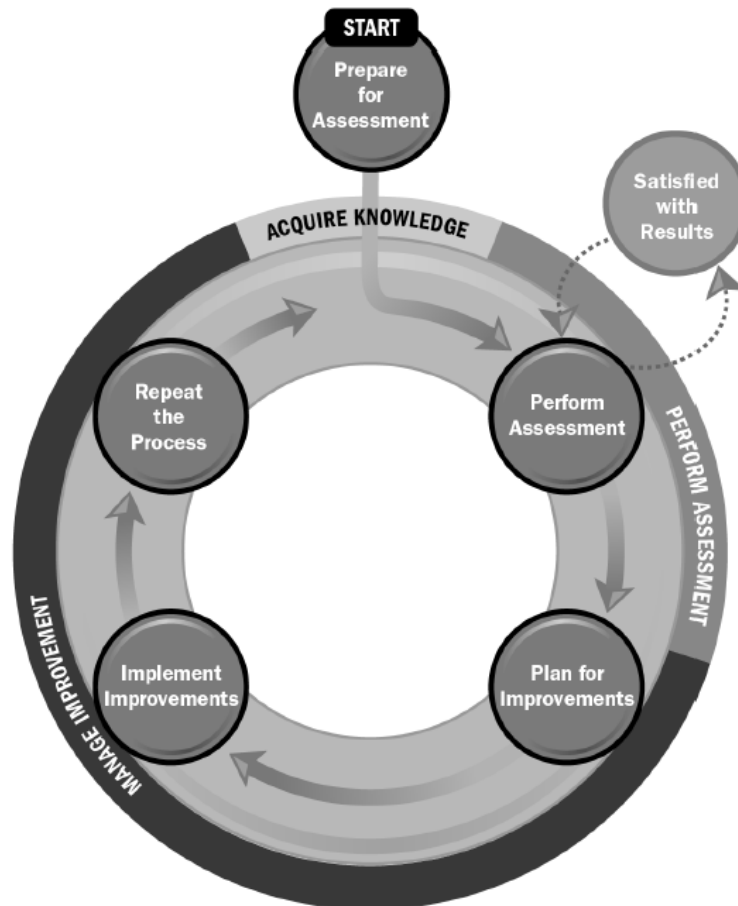 START
Prepare
for
Assessment
ACQUIRE KNOWLEDGE
Satisfied
with
Results
Repeat
the
Process
Perform
Assessment
PERFORM ASSESSMENT
Implement
Improvements
Plan for
Improvements
MANAGE IMPROVEMENT